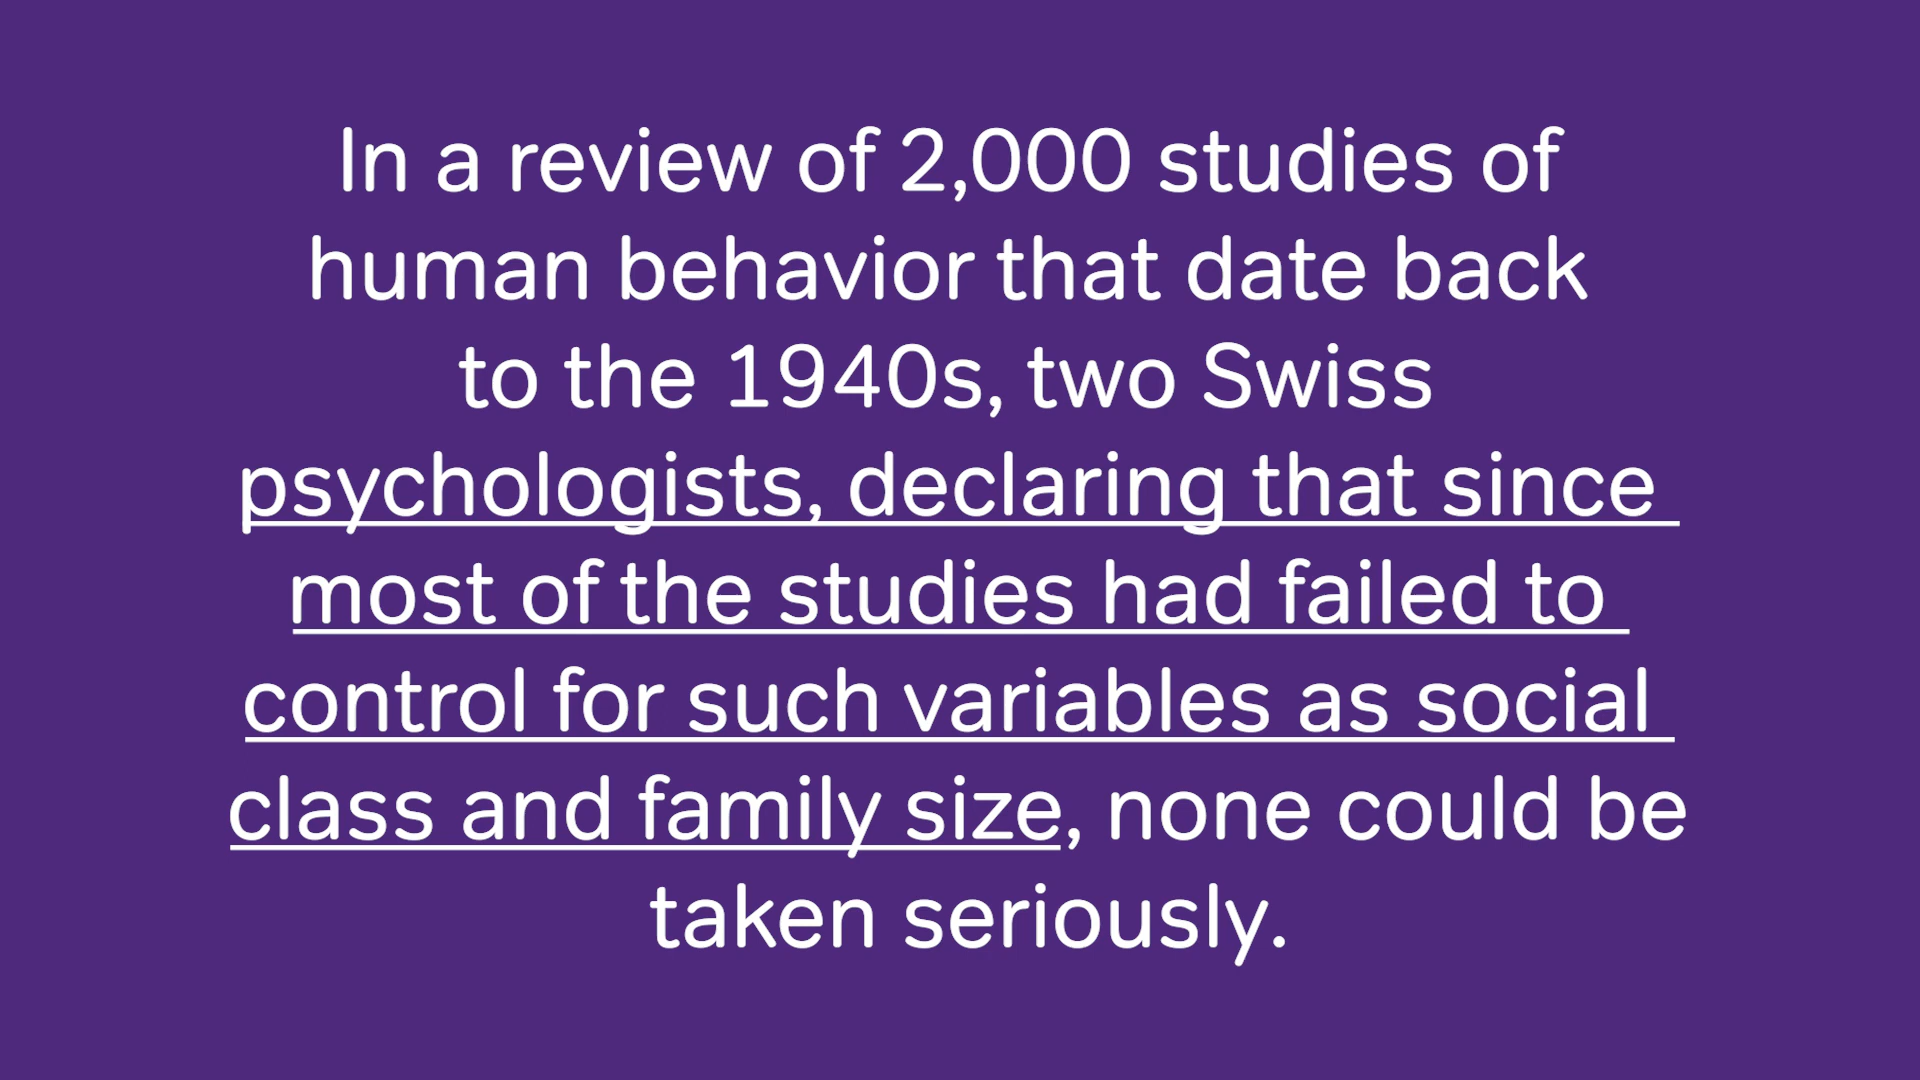 In a review of 2,000 studies of
human behavior that date back
to the 1940s, two Swiss
psychologists, declaring that since
most of the studies had failed to
control for such variables as social
class and family size, none could be
taken seriously.